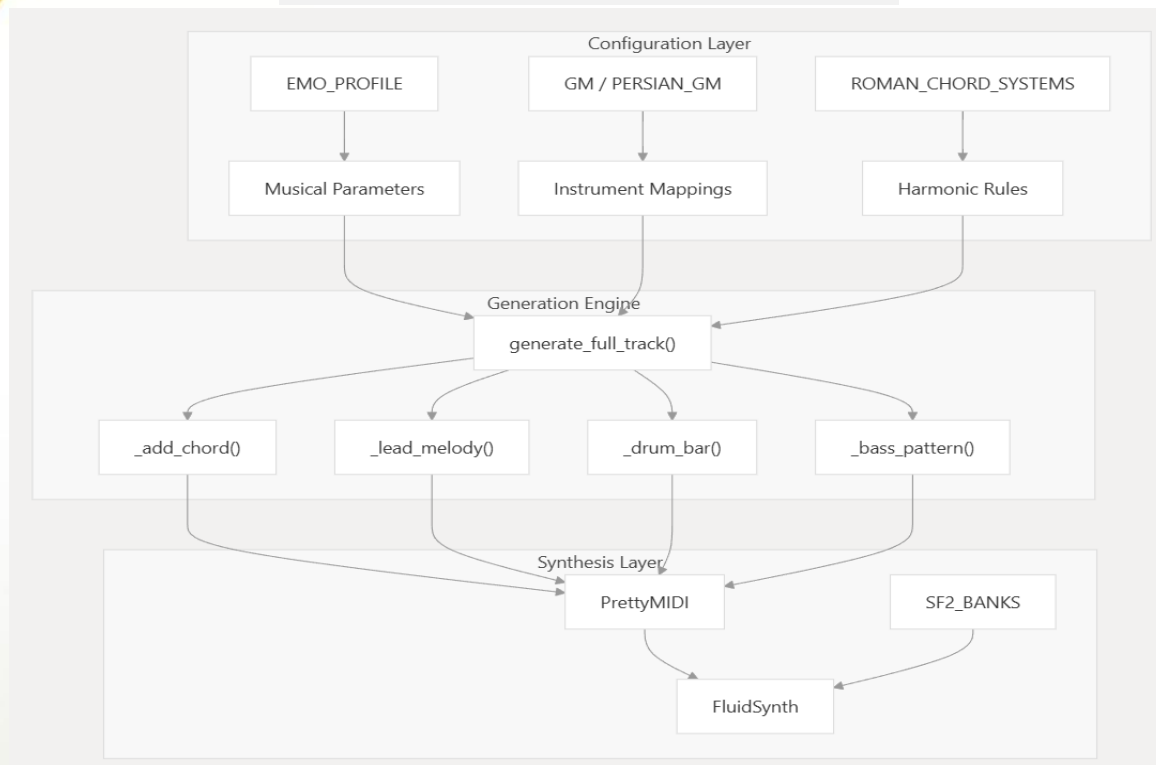 Configuration Layer
EMO_PROFILE
GM / PERSIAN_GM
ROMAN_CHORD_SYSTEMS
Musical Parameters
Instrument Mappings
Harmonic Rules
Generation Engine
generate_full_track()
_add_chord()
_lead_melody()
_drum_bar()
_bass_pattern()
Synthesis Layer
PrettyMIDI
SF2_BANKS
FluidSynth